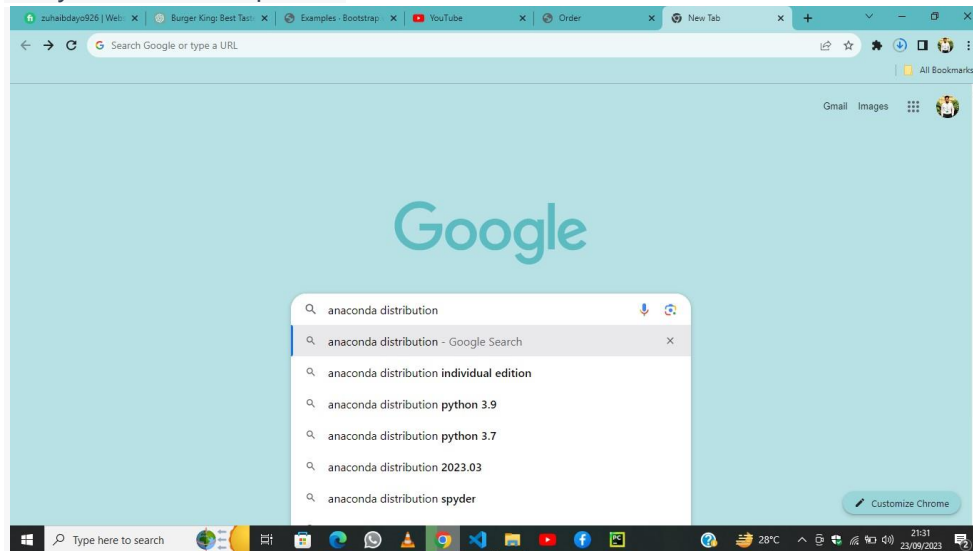 zuhaibdayo926 | Web
Burger King: Best Tast
Examples · Bootstrap
YouTube
Order
New Tab
Search Google or type a URL
All Bookmarks
Gmail Images
Google
anaconda distribution
anaconda distribution - Google Search
anaconda distribution individual edition
anaconda distribution python 3.9
anaconda distribution python 3.7
anaconda distribution 2023.03
anaconda distribution spyder
Customize Chrome
Type here to search
28°C
21:31
23/09/2023